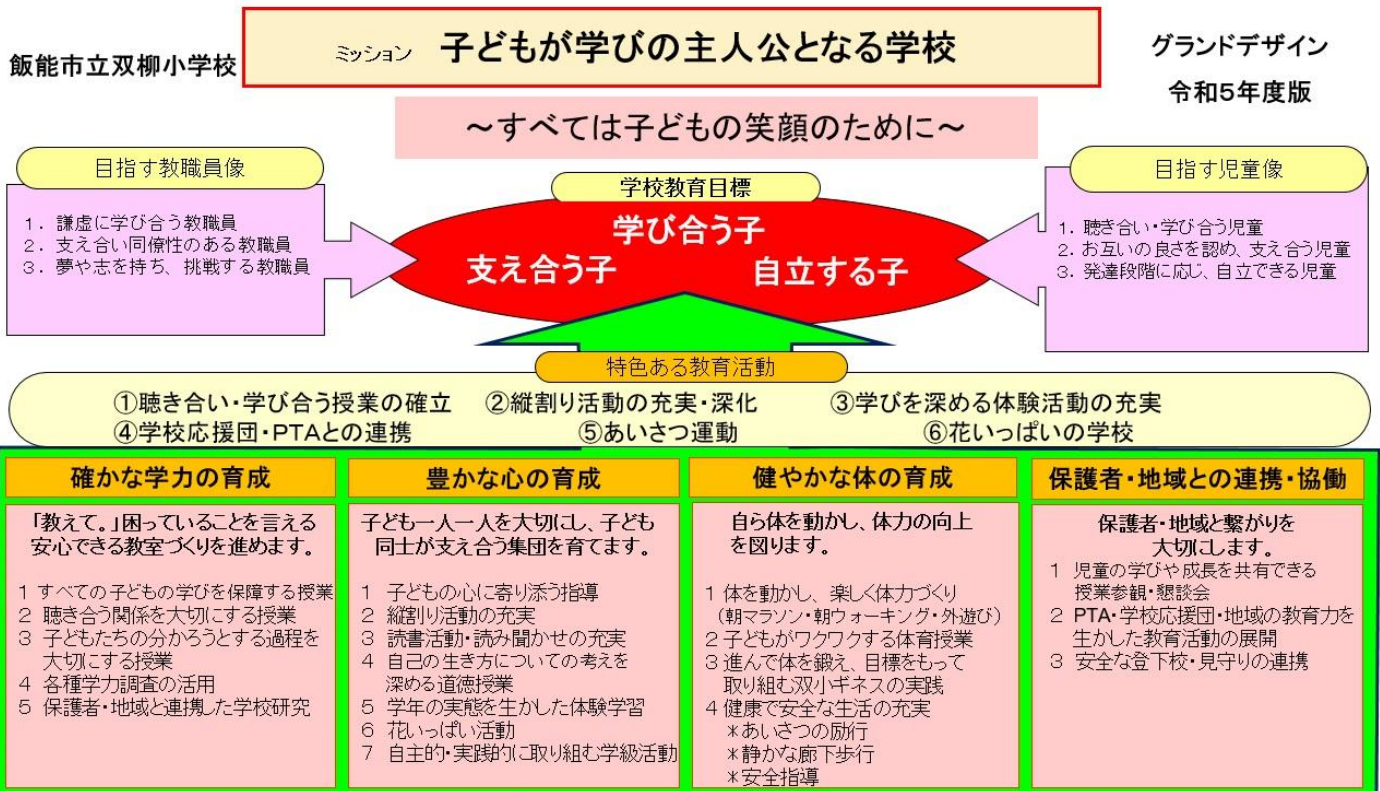 飯能市立双柳小学校
ミッション 子どもが学びの主人公となる学校
グランドデザイン
令和5年度版
～すべては子どもの笑顔のために～
目指す教職員像
1．謙虚に学び合う教職員
2．支え合い同僚性のある教職員
3．夢や志を持ち、挑戦する教職員
学校教育目標
学び合う子
支え合う子 自立する子
目指す児童像
1．聴き合い・学び合う児童
2．お互いの良さを認め、支え合う児童
3．発達段階に応じ、自立できる児童
特色ある教育活動
①聴き合い・学び合う授業の確立 ②縦割り活動の充実・深化 ③学びを深める体験活動の充実
④学校応援団・PTAとの連携 ⑤あいさつ運動 ⑥花いっぱいの学校
確かな学力の育成
「教えて。」困っていることを言える
安心できる教室づくりを進めます。
1 すべての子どもの学びを保障する授業
2 聴き合う関係を大切にする授業
3 子どもたちの分かろうとする過程を
大切にする授業
4 各種学力調査の活用
5 保護者・地域と連携した学校研究
豊かな心の育成
子ども一人一人を大切にし、子ども
同士が支え合う集団を育てます。
1 子どもの心に寄り添う指導
2 縦割り活動の充実
3 読書活動・読み聞かせの充実
4 自己の生き方についての考えを
深める道徳授業
5 学年の実態を生かした体験学習
6 花いっぱい活動
7 自主的・実践的に取り組む学級活動
健やかな体の育成
自ら体を動かし、体力の向上
を図ります。
1 体を動かし、楽しく体力づくり
（朝マラソン・朝ウォーキング・外遊び）
2 子どもがワクワクする体育授業
3 進んで体を鍛え、目標をもって
取り組む双小ギネスの実践
4 健康で安全な生活の充実
＊あいさつの励行
＊静かな廊下歩行
＊安全指導
保護者・地域との連携・協働
保護者・地域と繋がりを
大切にします。
1 児童の学びや成長を共有できる
授業参観・懇談会
2 PTA・学校応援団・地域の教育力を
生かした教育活動の展開
3 安全な登下校・見守りの連携